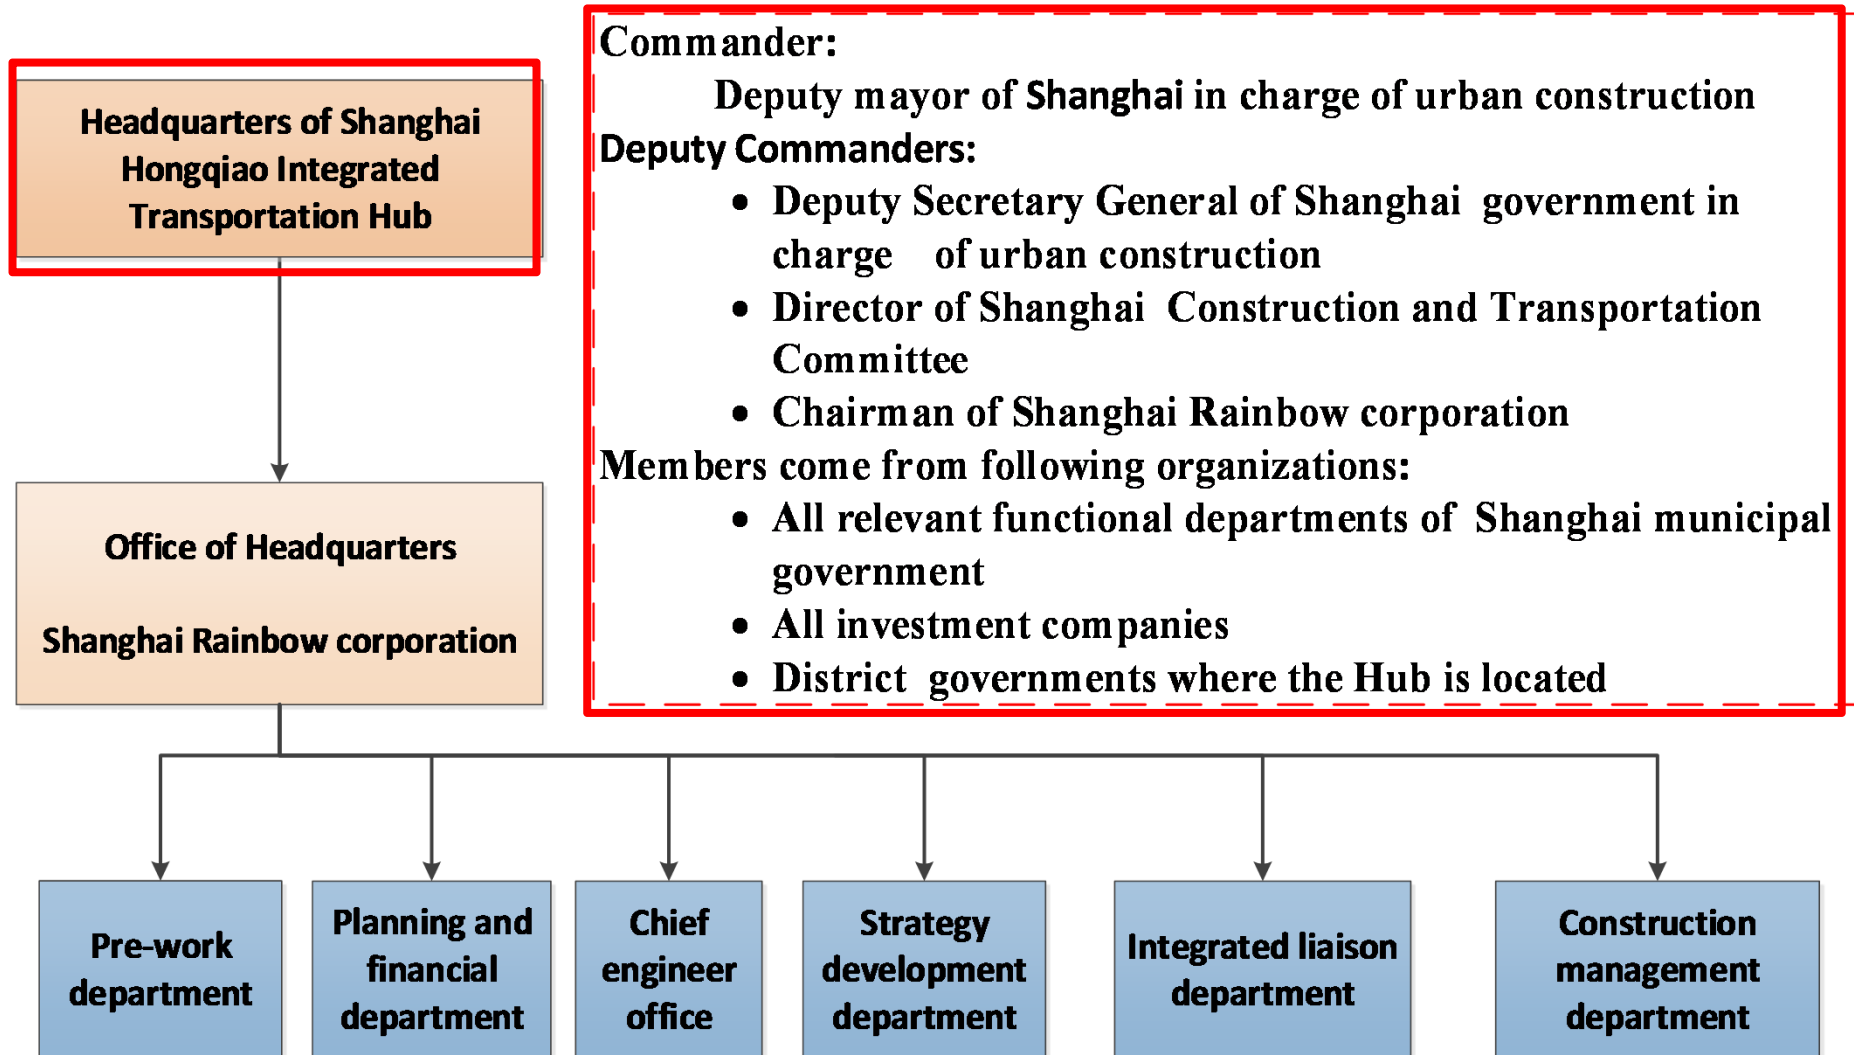 Headquarters of Shanghai
Hongqiao Integrated
Transportation Hub
Commander:
Deputy mayor of Shanghai in charge of urban construction
Deputy Commanders:
• Deputy Secretary General of Shanghai government in
charge of urban construction
• Director of Shanghai Construction and Transportation
Committee
• Chairman of Shanghai Rainbow corporation
Members come from following organizations:
• All relevant functional departments of Shanghai municipal
government
• All investment companies
• District governments where the Hub is located
Office of Headquarters
Shanghai Rainbow corporation
Pre-work
department
Planning and
financial
department
Chief
engineer
office
Strategy
development
department
Integrated liaison
department
Construction
management
department